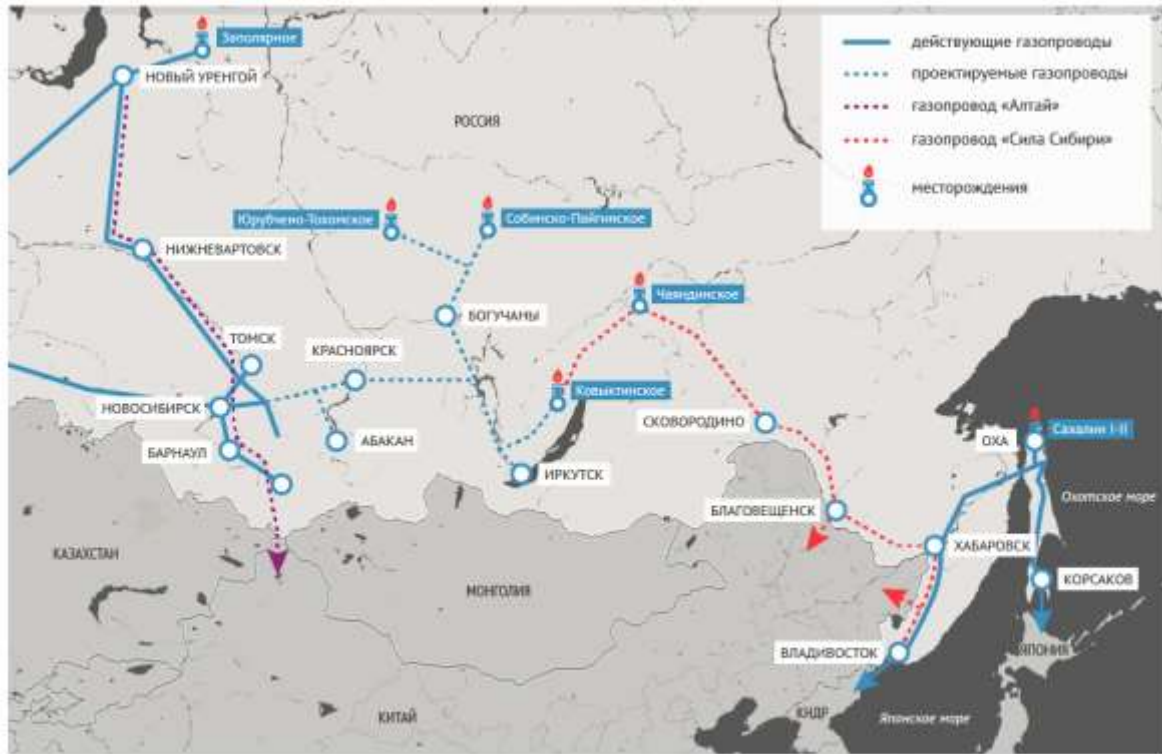 Заполярное
НОВЫЙ УРЕНГОЙ
РОССИЯ
действующие газопроводы
проектируемые газопроводы
газопровод «Алтай»
газопровод «Сила Сибири»
месторождения
Юрубчено-Тохомское
Собинско-Пайгинское
НИЖНЕВАРТОВСК
Чаяндинское
БОГУЧАНЫ
ТОМСК
КРАСНОЯРСК
Ковыктинское
НОВОСИБИРСК
СКОВОРОДИНО
Сахалин I-II
ОХА
БАРНАУЛ
АБАКАН
ИРКУТСК
Охотское море
БЛАГОВЕЩЕНСК
ХАБАРОВСК
КАЗАХСТАН
МОНГОЛИЯ
КОРСАКОВ
ВЛАДИВОСТОК
ЯПОНИЯ
КИТАЙ
КНДР
Японское море